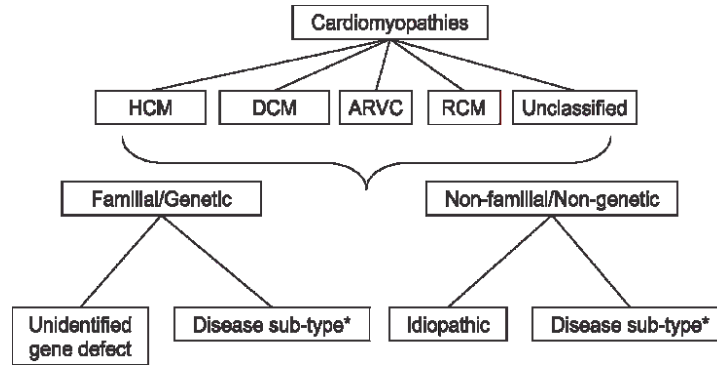 Cardiomyopathies
HCM
DCM
ARVC
RCM
Unclassified
Familial/Genetic
Non-familial/Non-genetic
Unidentified
gene defect
Disease sub-type*
Idiopathic
Disease sub-type*